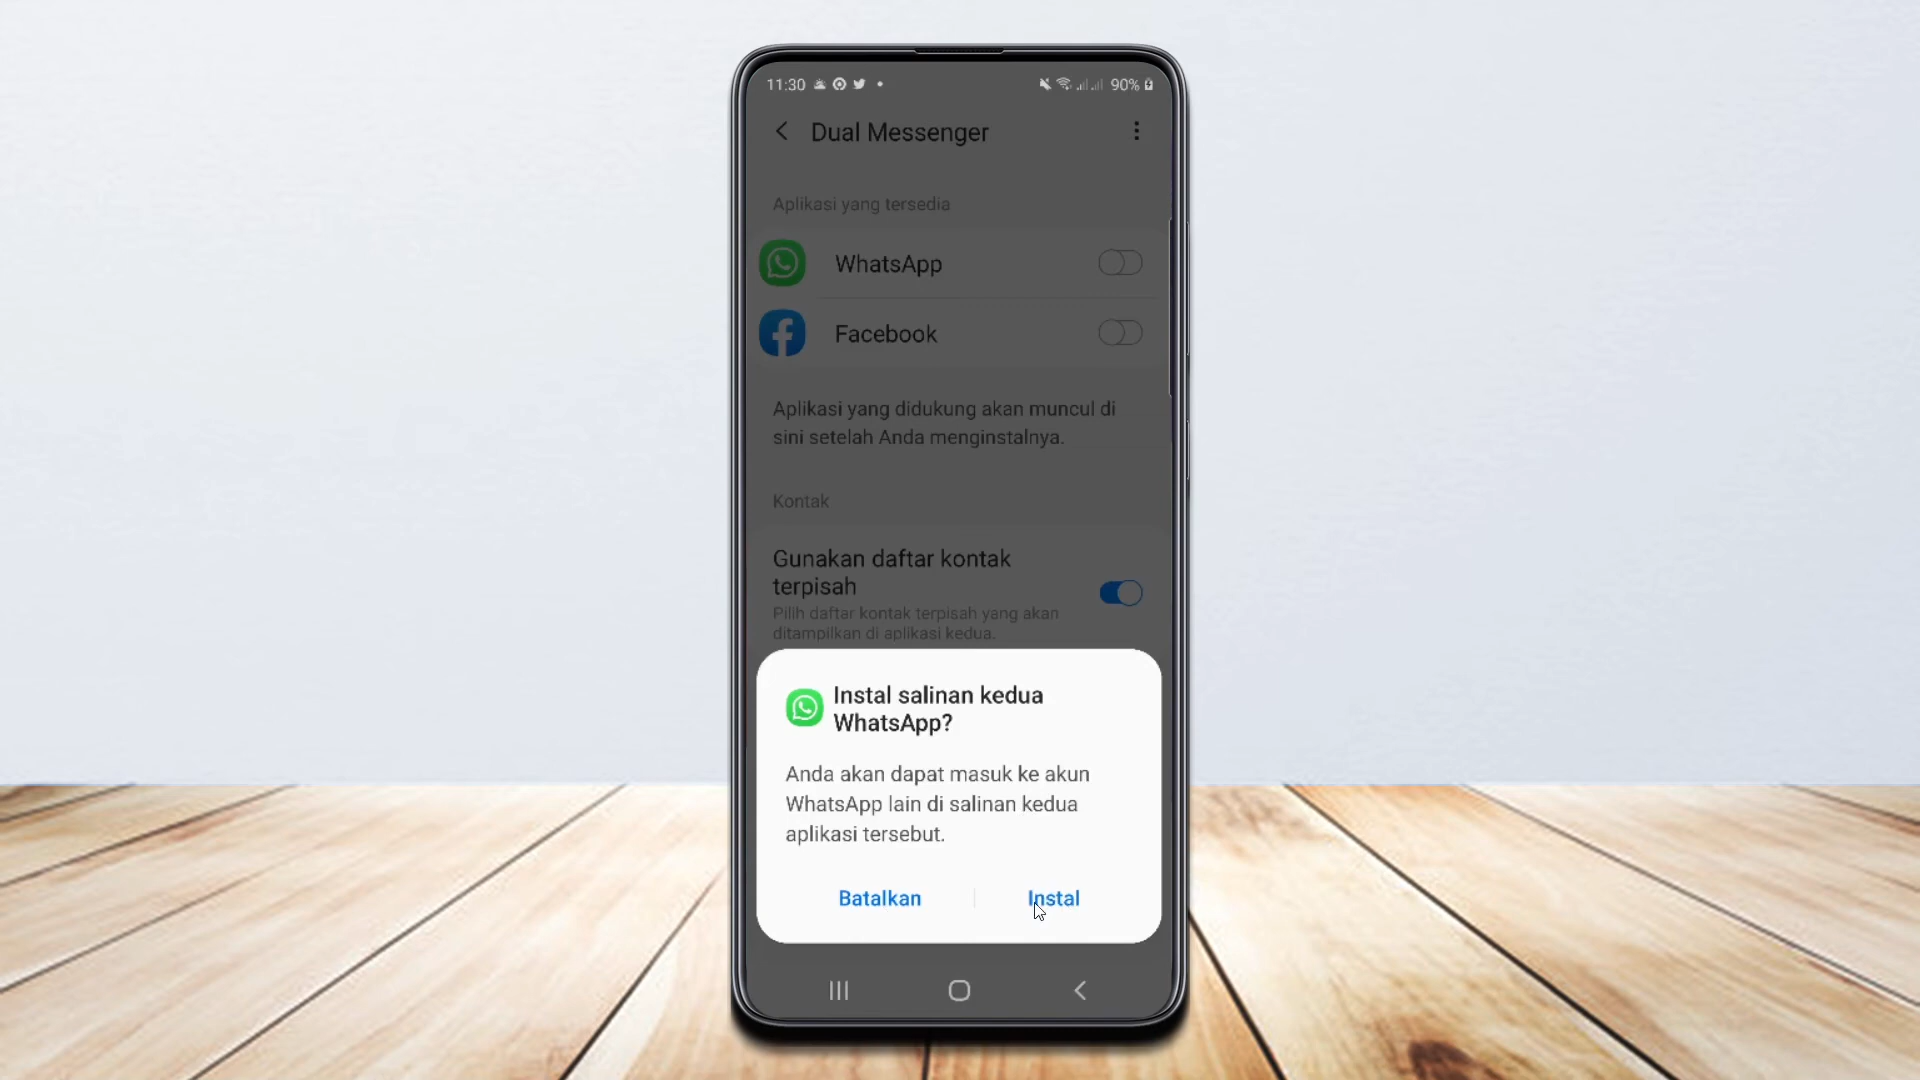 11:30
90%
Dual Messenger
Aplikasi yang tersedia
WhatsApp
Facebook
Aplikasi yang didukung akan muncul di
sini setelah Anda menginstalnya.
Kontak
Gunakan daftar kontak
terpisah
Pilih daftar kontak terpisah yang akan
ditampilkan di aplikasi kedua.
Instal salinan kedua
WhatsApp?
Anda akan dapat masuk ke akun
WhatsApp lain di salinan kedua
aplikasi tersebut.
Batalkan
Instal